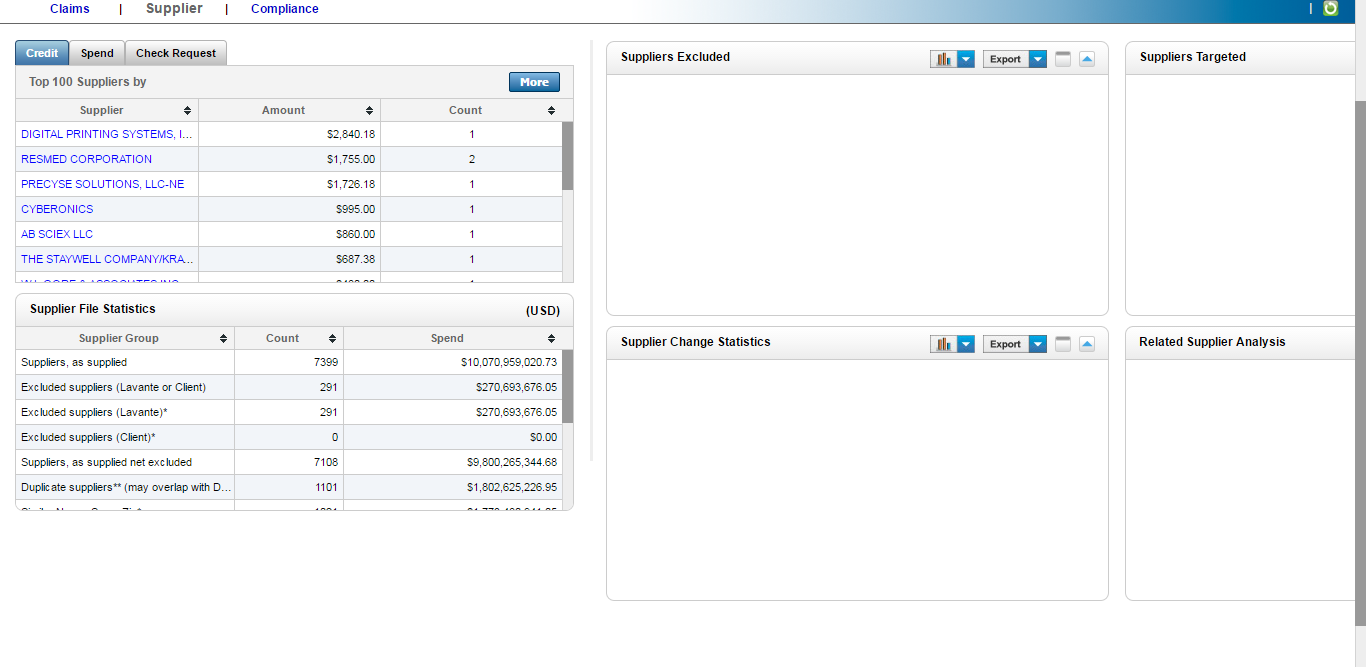 Claims | Supplier | Compliance |
Credit Spend Check Request
Top 100 Suppliers by More
Supplier Amount Count
DIGITAL PRINTING SYSTEMS, I... $2,840.18 1
RESMED CORPORATION $1,755.00 2
PRECYSE SOLUTIONS, LLC-NE $1,726.18 1
CYBERONICS $995.00 1
AB SCIEX LLC $860.00 1
THE STAYWELL COMPANY/KRA... $687.38 1
Supplier File Statistics (USD)
Supplier Group Count Spend
Suppliers, as supplied 7399 $10,070,959,020.73
Excluded suppliers (Lavante or Client) 291 $270,693,676.05
Excluded suppliers (Lavante)* 291 $270,693,676.05
Excluded suppliers (Client)* 0 $0.00
Suppliers, as supplied net excluded 7108 $9,800,265,344.68
Duplicate suppliers** (may overlap with D... 1101 $1,802,625,226.95
Suppliers Excluded Export
Suppliers Targeted
Supplier Change Statistics Export
Related Supplier Analysis